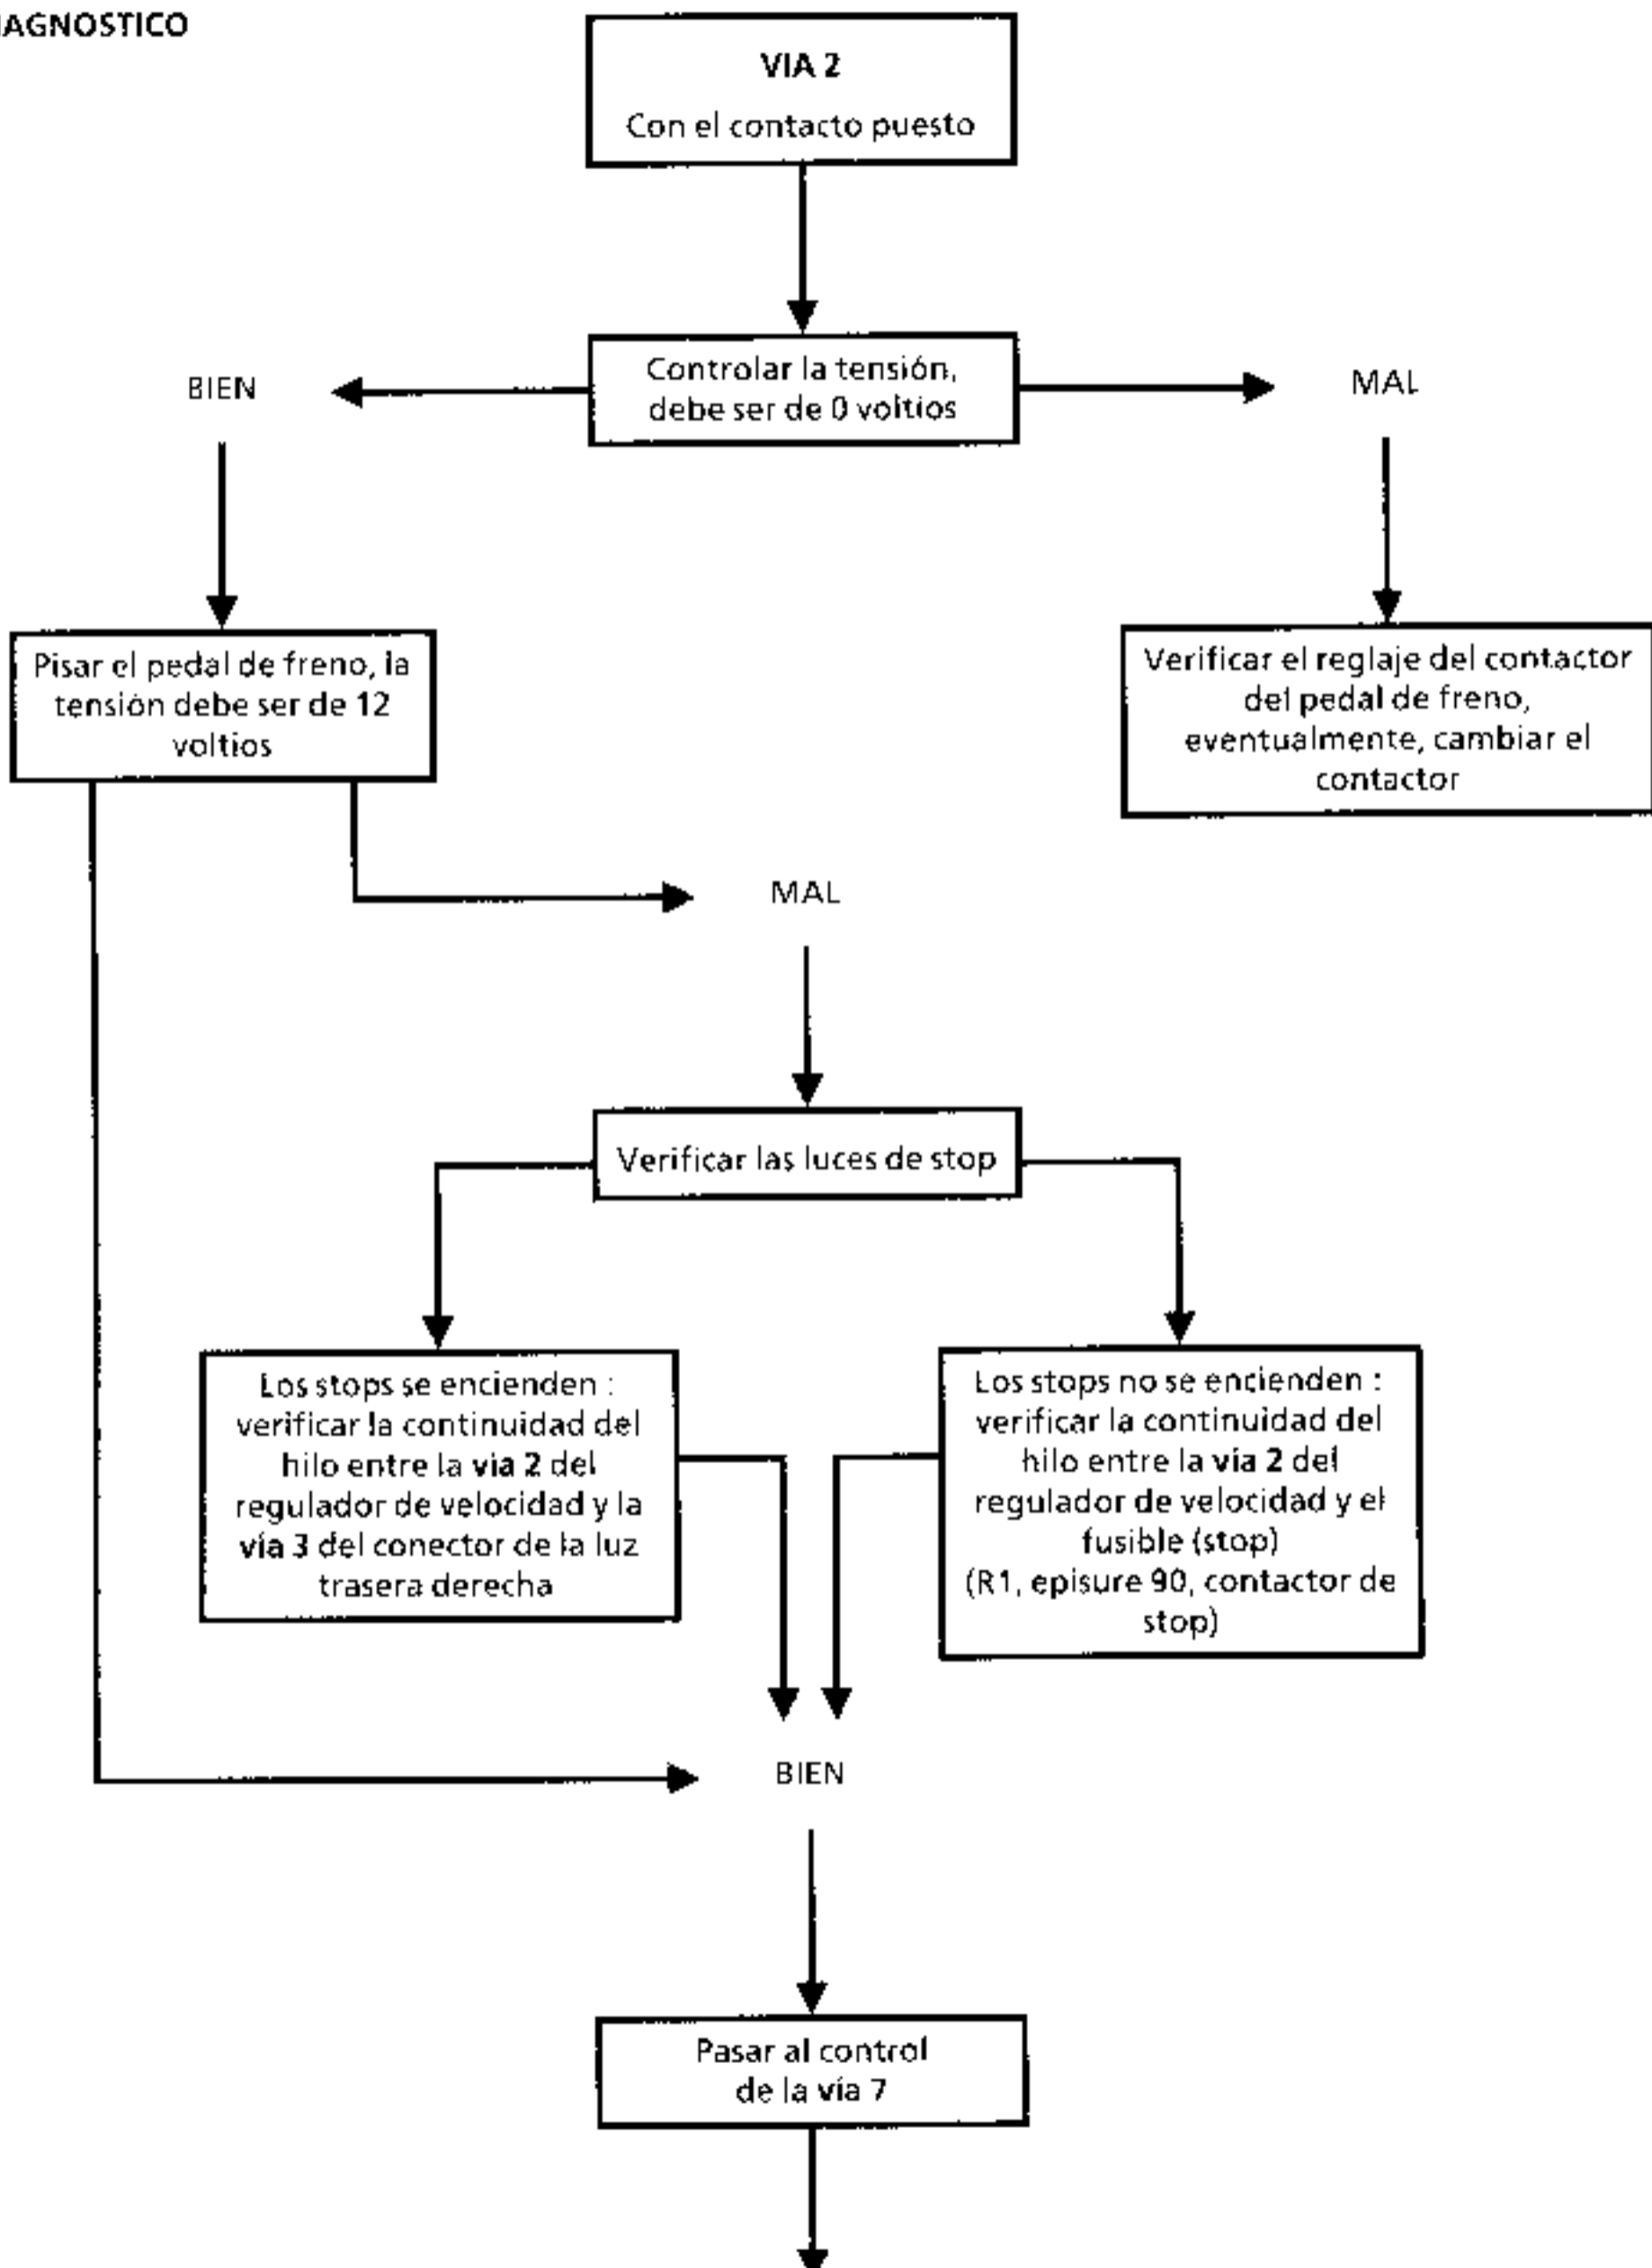 AGNOSTICO
VIA 2
Con el contacto puesto
BIEN
Controlar la tensión,
debe ser de 0 voltios
MAL
Pisar el pedal de freno, la
tensión debe ser de 12
voltios
Verificar el reglaje del contactor
del pedal de freno,
eventualmente, cambiar el
contactor
MAL
Verificar las luces de stop
Los stops se encienden :
verificar la continuidad del
hilo entre la vía 2 del
regulador de velocidad y la
vía 3 del conector de la luz
trasera derecha
Los stops no se encienden :
verificar la continuidad del
hilo entre la vía 2 del
regulador de velocidad y el
fusible (stop)
(R1, episure 90, contactor de
stop)
BIEN
Pasar al control
de la vía 7